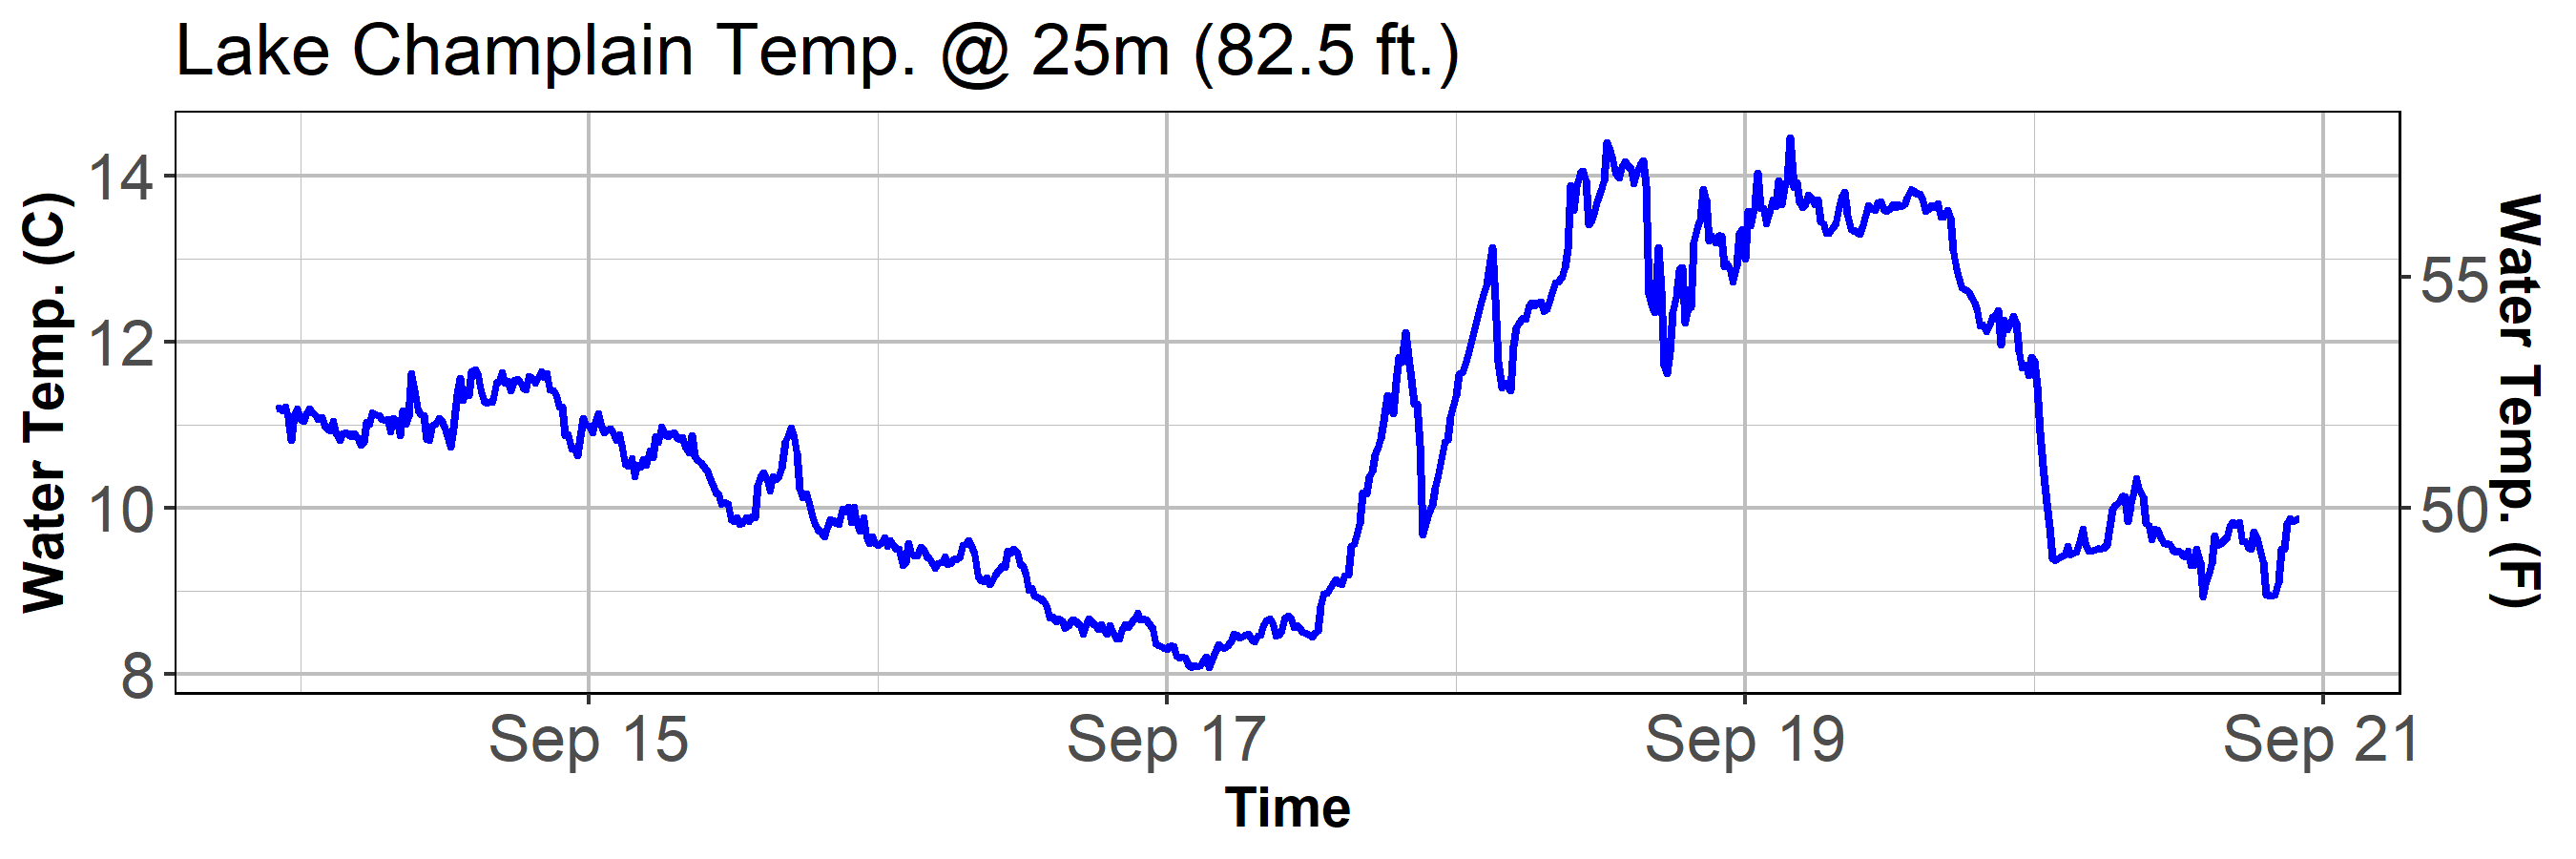 Lake Champlain Temp. @ 25m (82.5 ft.)
Water Temp. (C)
14
12
10
8
55
50
Water Temp. (F)
Sep 15
Sep 17
Sep 19
Sep 21
Time